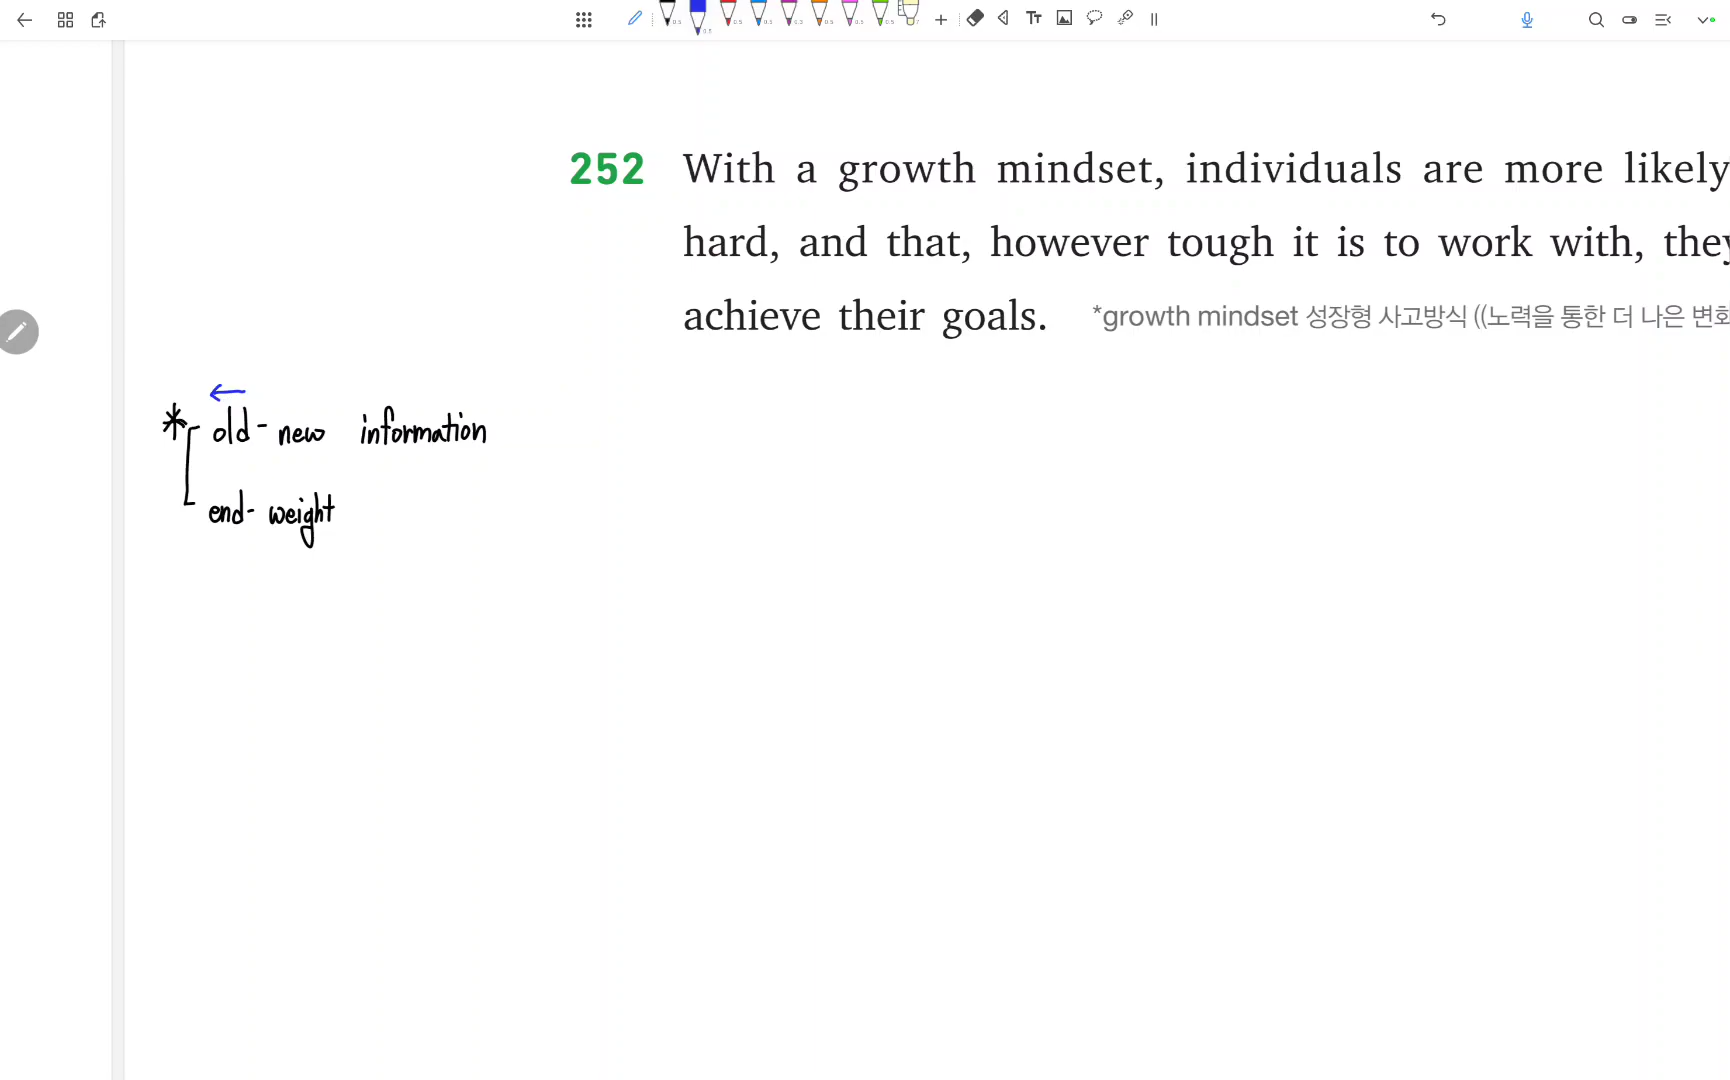 252 With a growth mindset, individuals are more likely
hard, and that, however tough it is to work with, they
achieve their goals. *growth mindset 성장형 사고방식 ((노력을 통한 더 나은 변화
* old - new information
end - weight